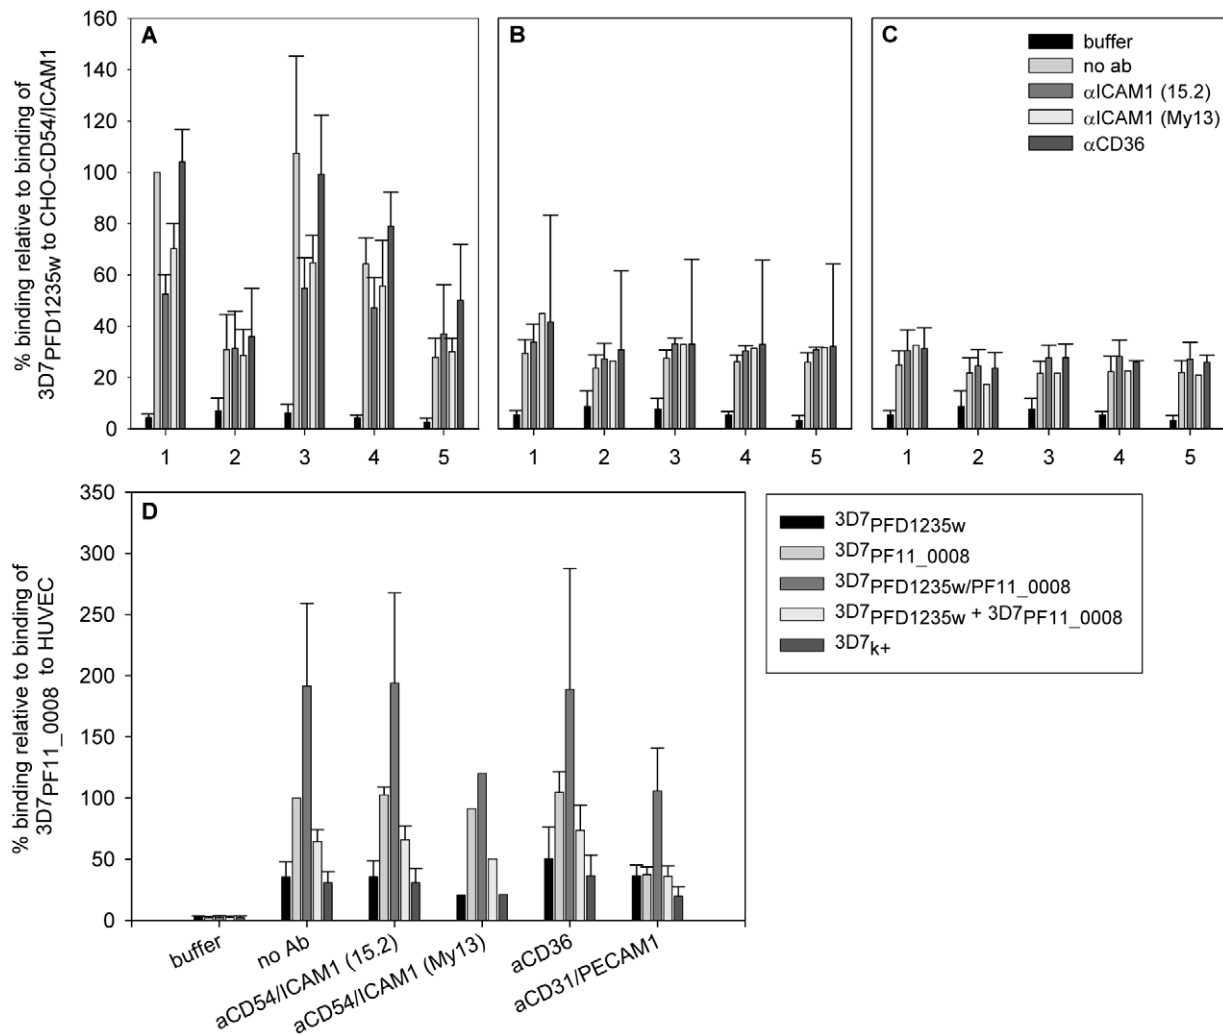 % binding relative to binding of
3D7PFD1235w to CHO-CD54/ICAM1
160
140
120
100
80
60
40
20
0
A
B
C
buffer
no ab
αICAM1 (15.2)
αICAM1 (My13)
αCD36
1 2 3 4 5
1 2 3 4 5
1 2 3 4 5
% binding relative to binding of
3D7PF11_0008 to HUVEC
350
300
250
200
150
100
50
0
D
3D7PFD1235w
3D7PF11_0008
3D7PFD1235w/PF11_0008
3D7PFD1235w + 3D7PF11_0008
3D7k+
buffer
no Ab
aCD54/ICAM1 (15.2)
aCD54/ICAM1 (My13)
aCD36
aCD31/PECAM1